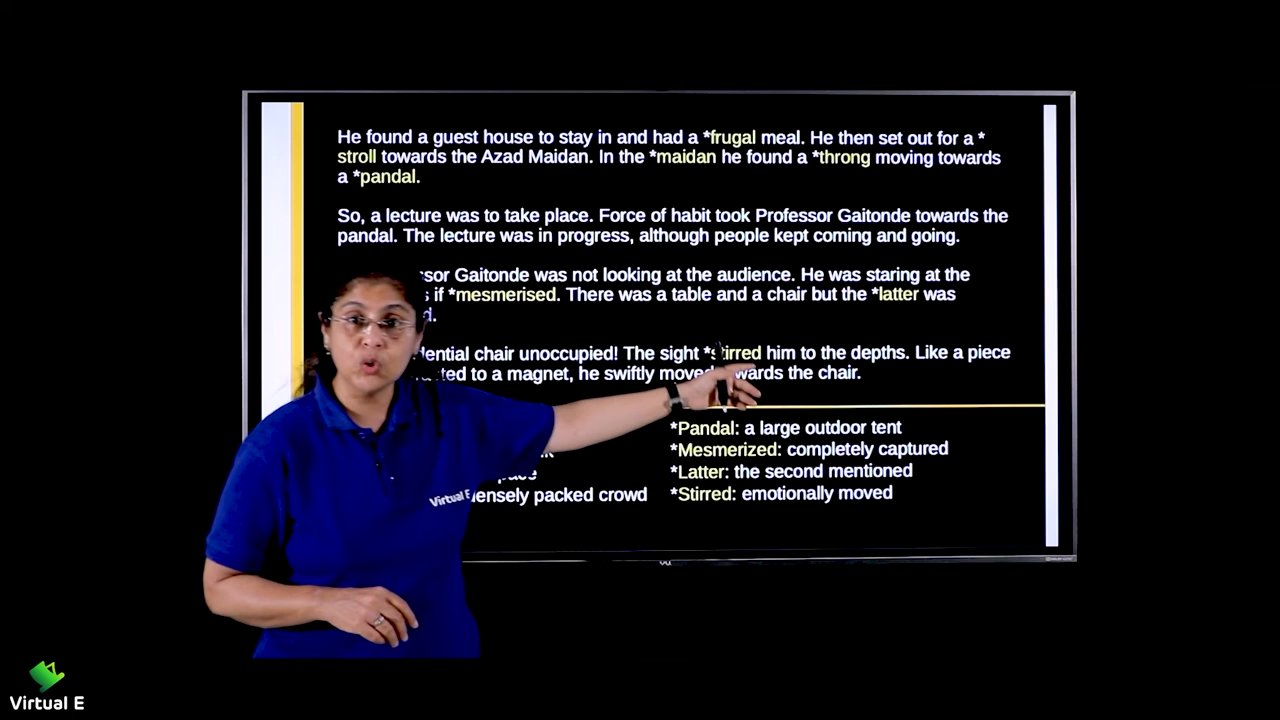 He found a guest house to stay in and had a *frugal meal. He then set out for a *
stroll towards the Azad Maidan. In the *maidan he found a *throng moving towards
a *pandal.
So, a lecture was to take place. Force of habit took Professor Gaitonde towards the
pandal. The lecture was in progress, although people kept coming and going.
Gaitonde was not looking at the audience. He was staring at the
if *mesmerised. There was a table and a chair but the *latter was
chair unoccupied! The sight *stirred him to the depths. Like a piece
to a magnet, he swiftly moved towards the chair.
*Pandal: a large outdoor tent
*Mesmerized: completely captured
packed crowd
*Latter: the second mentioned
*Stirred: emotionally moved
Virtual E
Virtual E